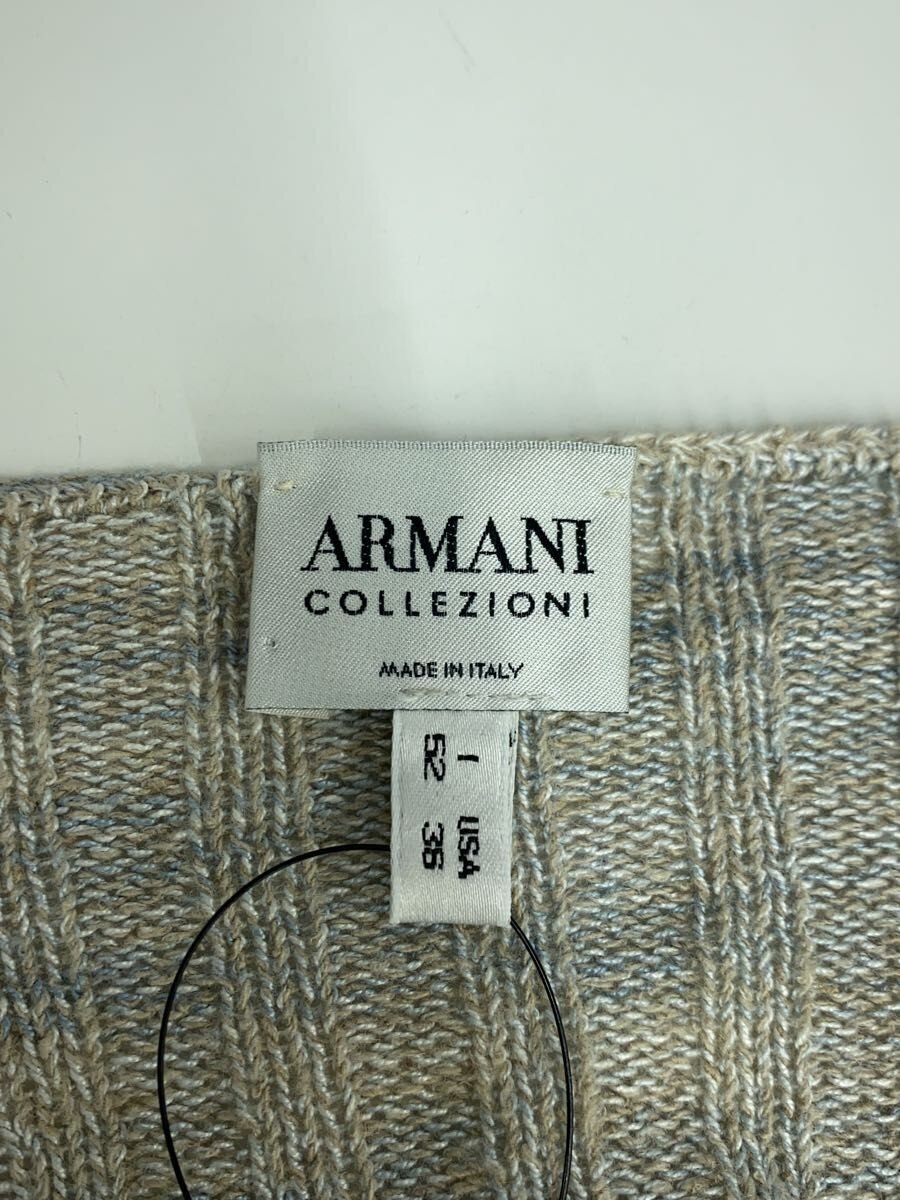 ARMANI
COLLEZIONI
MADE IN ITALY
I USA
52 36